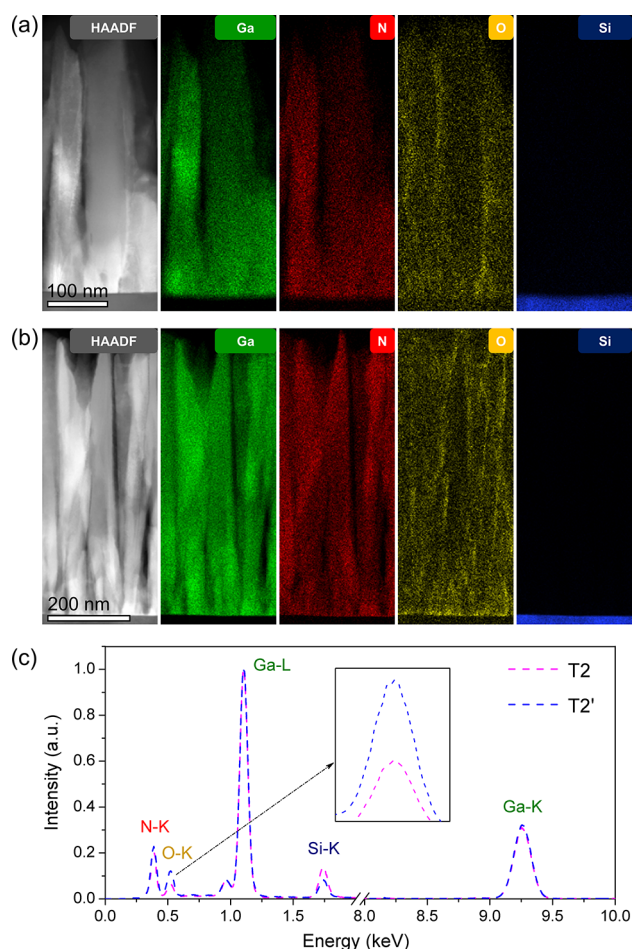 (a) HAADF Ga N O Si
100 nm
(b) HAADF Ga N O Si
200 nm
(c)
Ga-L
T2
T2'
N-K
O-K
Si-K
Ga-K
Intensity (a.u.)
1.0
0.8
0.6
0.4
0.2
0.0
0.0 0.5 1.0 1.5 8.0 8.5 9.0 9.5 10.0
Energy (keV)